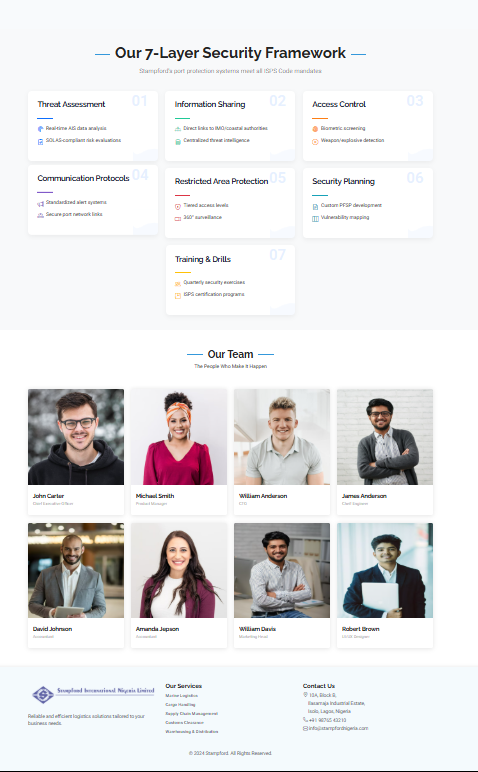 Our 7-Layer Security Framework
Stampford's port protection systems meet all ISPS Code mandates
01
Threat Assessment
Real-time AIS data analysis
SOLAS-compliant risk evaluations
02
Information Sharing
Direct links to IMO/coastal authorities
Centralized threat intelligence
03
Access Control
Biometric screening
Weapon/explosive detection
04
Communication Protocols
Standardized alert systems
Secure port network links
05
Restricted Area Protection
Tiered access levels
360° surveillance
06
Security Planning
Custom PFSP development
Vulnerability mapping
07
Training & Drills
Quarterly security exercises
ISPS certification programs
Our Team
The People Who Make It Happen
John Carter
Chief Executive Officer
Michael Smith
Product Manager
William Anderson
CTO
James Anderson
Chief Engineer
David Johnson
Accountant
Amanda Jepson
Accountant
William Davis
Marketing Head
Robert Brown
UI/UX Designer
Stampford International Nigeria Limited
Reliable and efficient logistics solutions tailored to your
business needs.
Our Services
Marine Logistics
Cargo Handling
Supply Chain Management
Customs Clearance
Warehousing & Distribution
Contact Us
10A, Block B,
Ilasamaja Industrial Estate,
Isolo, Lagos, Nigeria
+91 98765 43210
info@stampfordnigeria.com
© 2024 Stampford. All Rights Reserved.